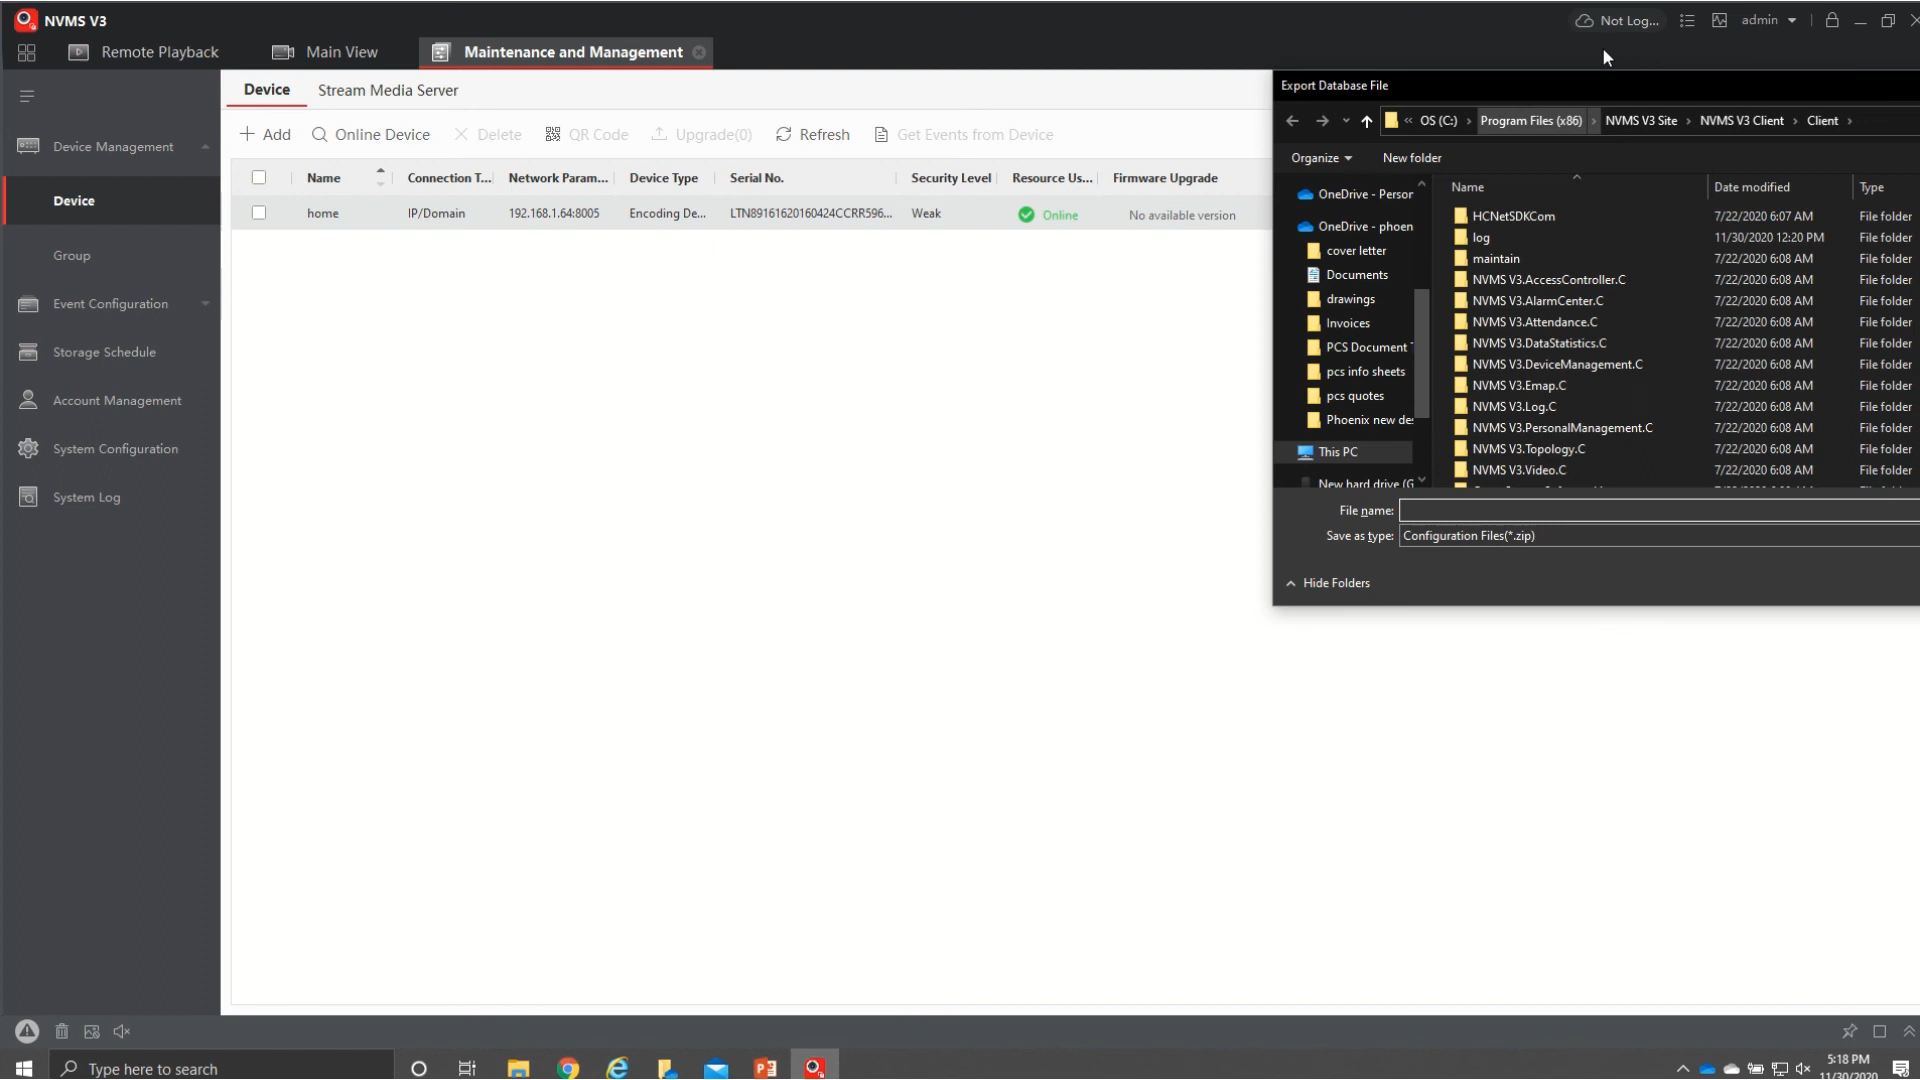 NVMS V3
Not Log...
admin
Remote Playback
Main View
Maintenance and Management
Device
Stream Media Server
Add
Online Device
Delete
QR Code
Upgrade(0)
Refresh
Get Events from Device
Name
Connection T...
Network Param...
Device Type
Serial No.
Security Level
Resource Us...
Firmware Upgrade
home
IP/Domain
192.168.1.64:8005
Encoding De...
LTN89161620160424CCRR596...
Weak
Online
No available version
Device Management
Device
Group
Event Configuration
Storage Schedule
Account Management
System Configuration
System Log
Export Database File
« OS (C:) › Program Files (x86) › NVMS V3 Site › NVMS V3 Client › Client ›
Organize
New folder
OneDrive - Person
OneDrive - phoen
cover letter
Documents
drawings
Invoices
PCS Document
pcs info sheets
pcs quotes
Phoenix new des
This PC
New hard drive (G
Name Date modified Type
HCNetSDKCom 7/22/2020 6:07 AM File folder
log 11/30/2020 12:20 PM File folder
maintain 7/22/2020 6:08 AM File folder
NVMS V3.AccessController.C 7/22/2020 6:08 AM File folder
NVMS V3.AlarmCenter.C 7/22/2020 6:08 AM File folder
NVMS V3.Attendance.C 7/22/2020 6:08 AM File folder
NVMS V3.DataStatistics.C 7/22/2020 6:08 AM File folder
NVMS V3.DeviceManagement.C 7/22/2020 6:08 AM File folder
NVMS V3.Emap.C 7/22/2020 6:08 AM File folder
NVMS V3.Log.C 7/22/2020 6:08 AM File folder
NVMS V3.PersonalManagement.C 7/22/2020 6:08 AM File folder
NVMS V3.Topology.C 7/22/2020 6:08 AM File folder
NVMS V3.Video.C 7/22/2020 6:08 AM File folder
File name:
Save as type: Configuration Files(*.zip)
Hide Folders
Type here to search
5:18 PM
11/30/2020